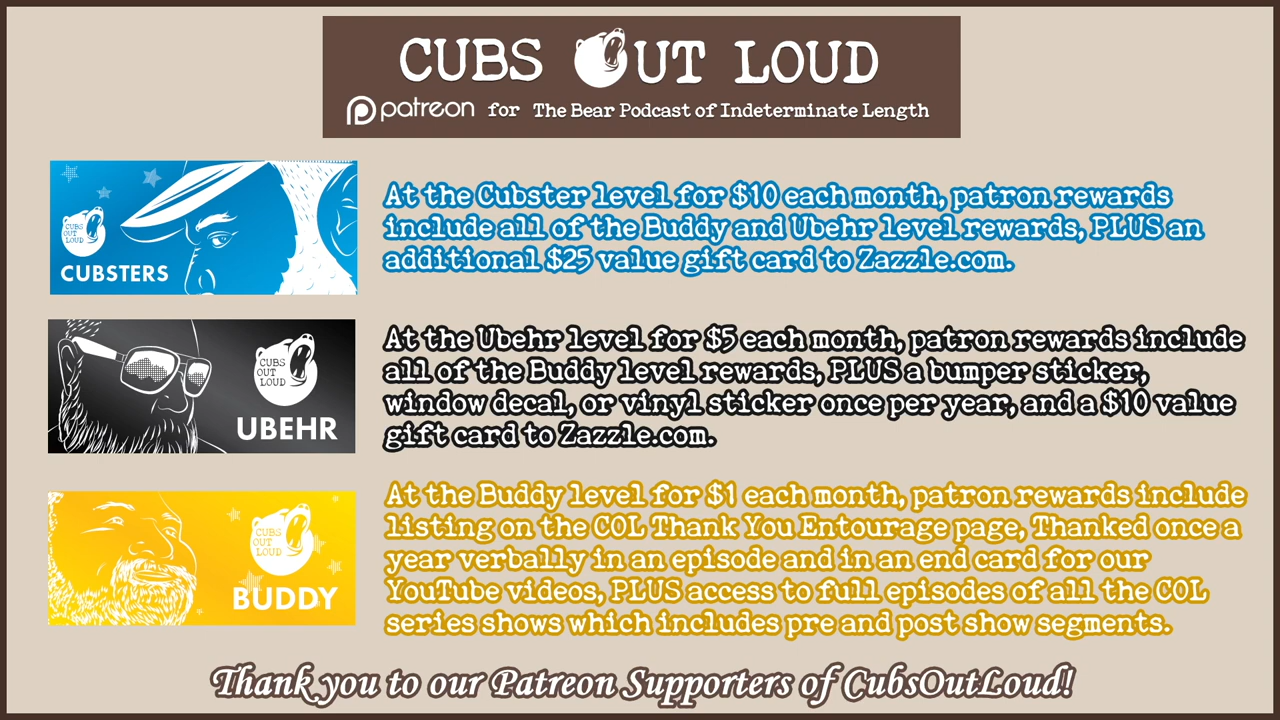 CUBS OUT LOUD
patreon for The Bear Podcast of Indeterminate Length
CUBS
OUT
LOUD
CUBSTERS
At the Cubster level for $10 each month, patron rewards
include all of the Buddy and Ubehr level rewards, PLUS an
additional $25 value gift card to Zazzle.com.
CUBS
OUT
LOUD
UBEHR
At the Ubehr level for $5 each month, patron rewards include
all of the Buddy level rewards, PLUS a bumper sticker,
window decal, or vinyl sticker once per year, and a $10 value
gift card to Zazzle.com.
CUBS
OUT
LOUD
BUDDY
At the Buddy level for $1 each month, patron rewards include
listing on the COL Thank You Entourage page, Thanked once a
year verbally in an episode and in an end card for our
YouTube videos, PLUS access to full episodes of all the COL
series shows which includes pre and post show segments.
Thank you to our Patreon Supporters of CubsOutLoud!